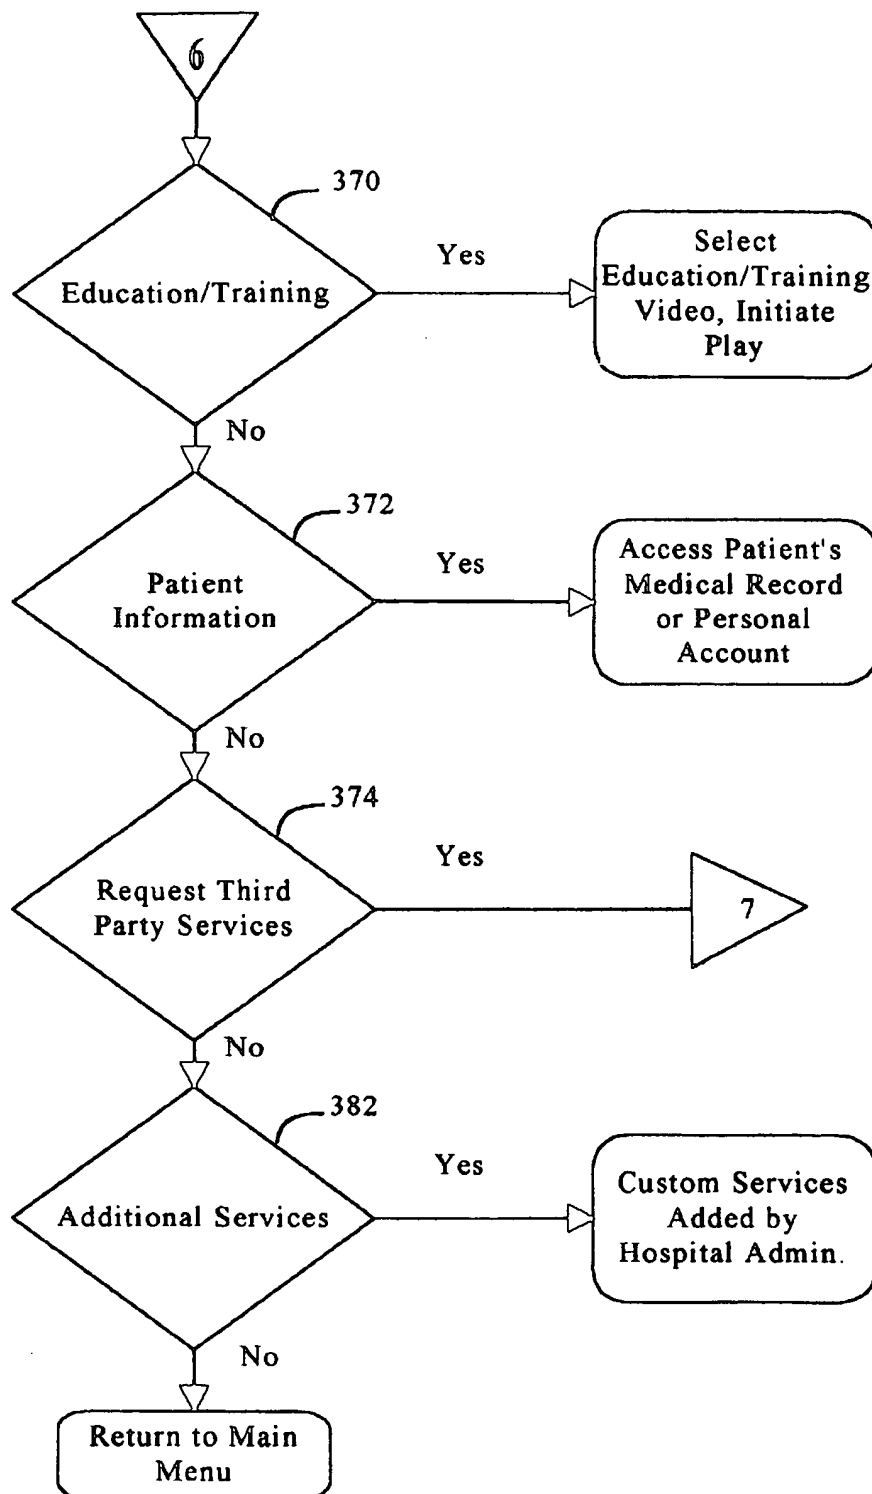 6
370
Education/Training
Yes
Select
Education/Training
Video, Initiate
Play
No
372
Patient
Information
Yes
Access Patient's
Medical Record
or Personal
Account
No
374
Request Third
Party Services
Yes
7
No
382
Additional Services
Yes
Custom Services
Added by
Hospital Admin.
No
Return to Main
Menu